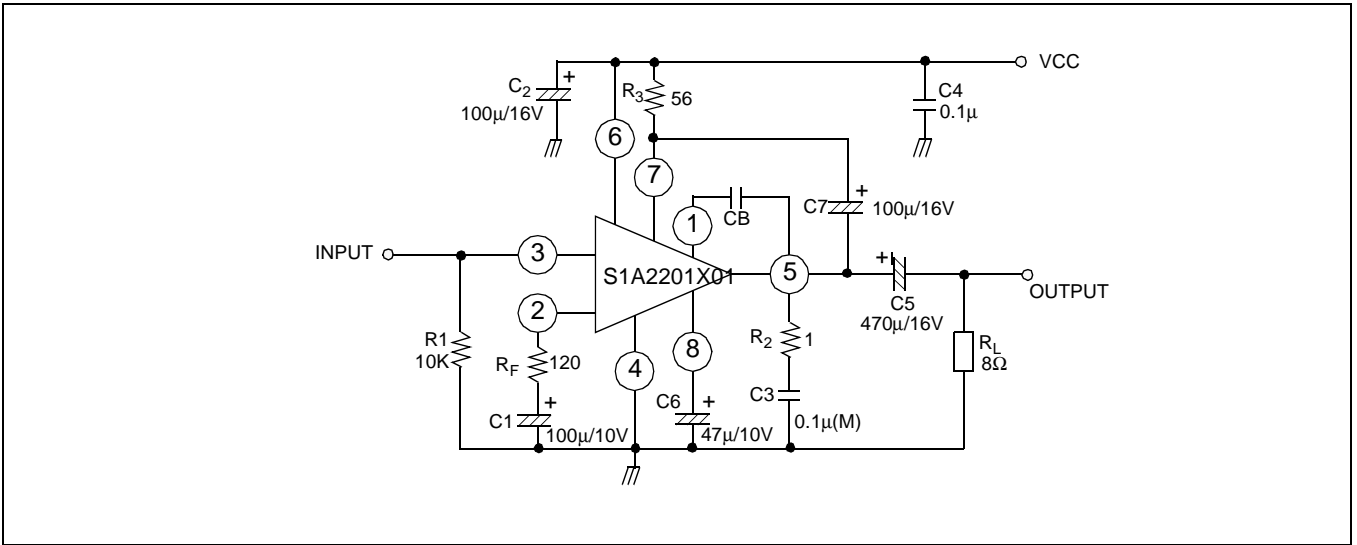 VCC
C2
+
100μ/16V
R3
56
C4
0.1μ
6
7
1
CB
C7
+
100μ/16V
INPUT
3
S1A2201X01
5
+
C5
470μ/16V
OUTPUT
2
R1
10K
RF
120
4
8
R2
1
RL
8Ω
C1
+
100μ/10V
C6
+
47μ/10V
C3
0.1μ(M)